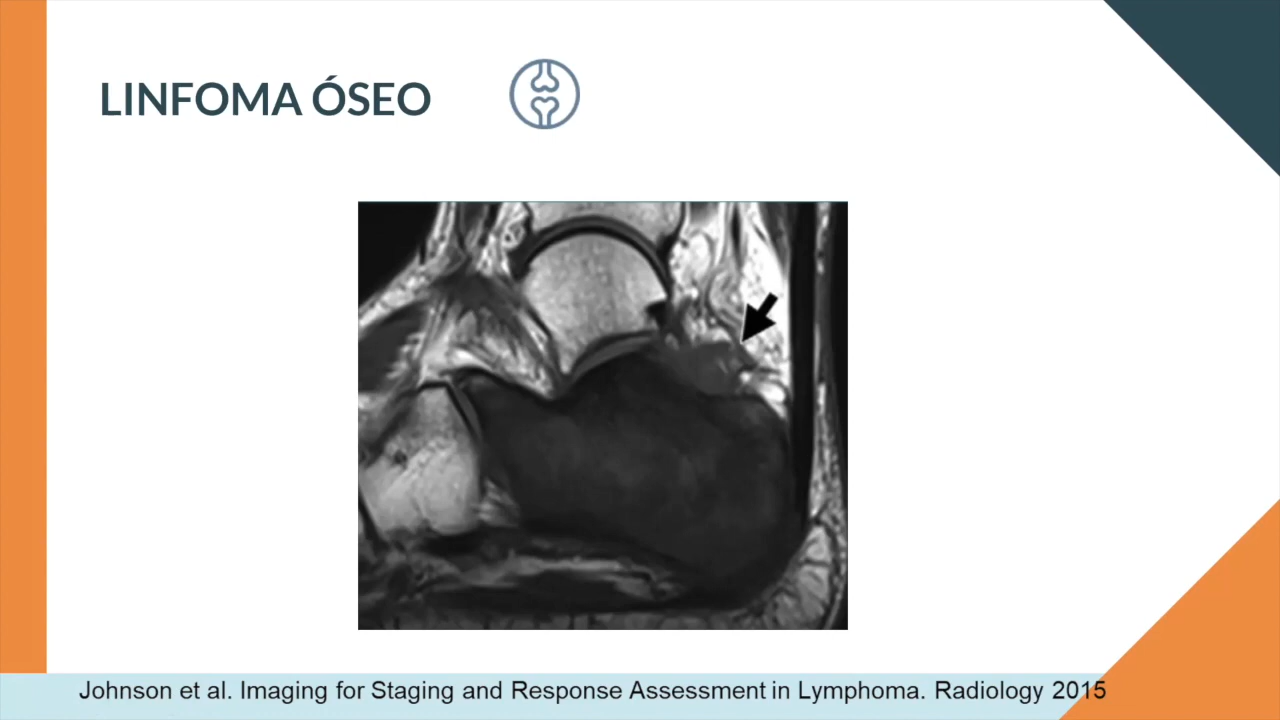 LINFOMA ÓSEO
Johnson et al. Imaging for Staging and Response Assessment in Lymphoma. Radiology 2015